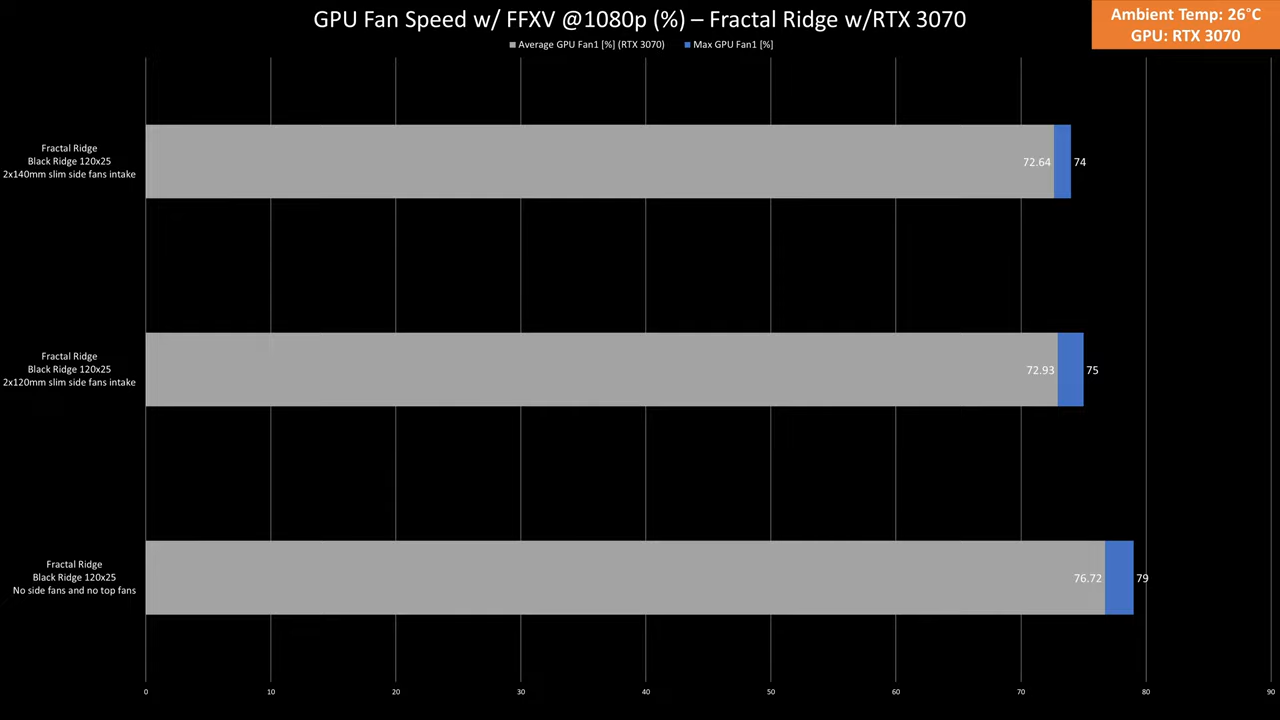 GPU Fan Speed w/ FFXV @1080p (%) – Fractal Ridge w/RTX 3070
Ambient Temp: 26°C
GPU: RTX 3070
Average GPU Fan1 [%] (RTX 3070)
Max GPU Fan1 [%]
Fractal Ridge
Black Ridge 120x25
2x140mm slim side fans intake
72.64
74
Fractal Ridge
Black Ridge 120x25
2x120mm slim side fans intake
72.93
75
Fractal Ridge
Black Ridge 120x25
No side fans and no top fans
76.72
79
0 10 20 30 40 50 60 70 80 90